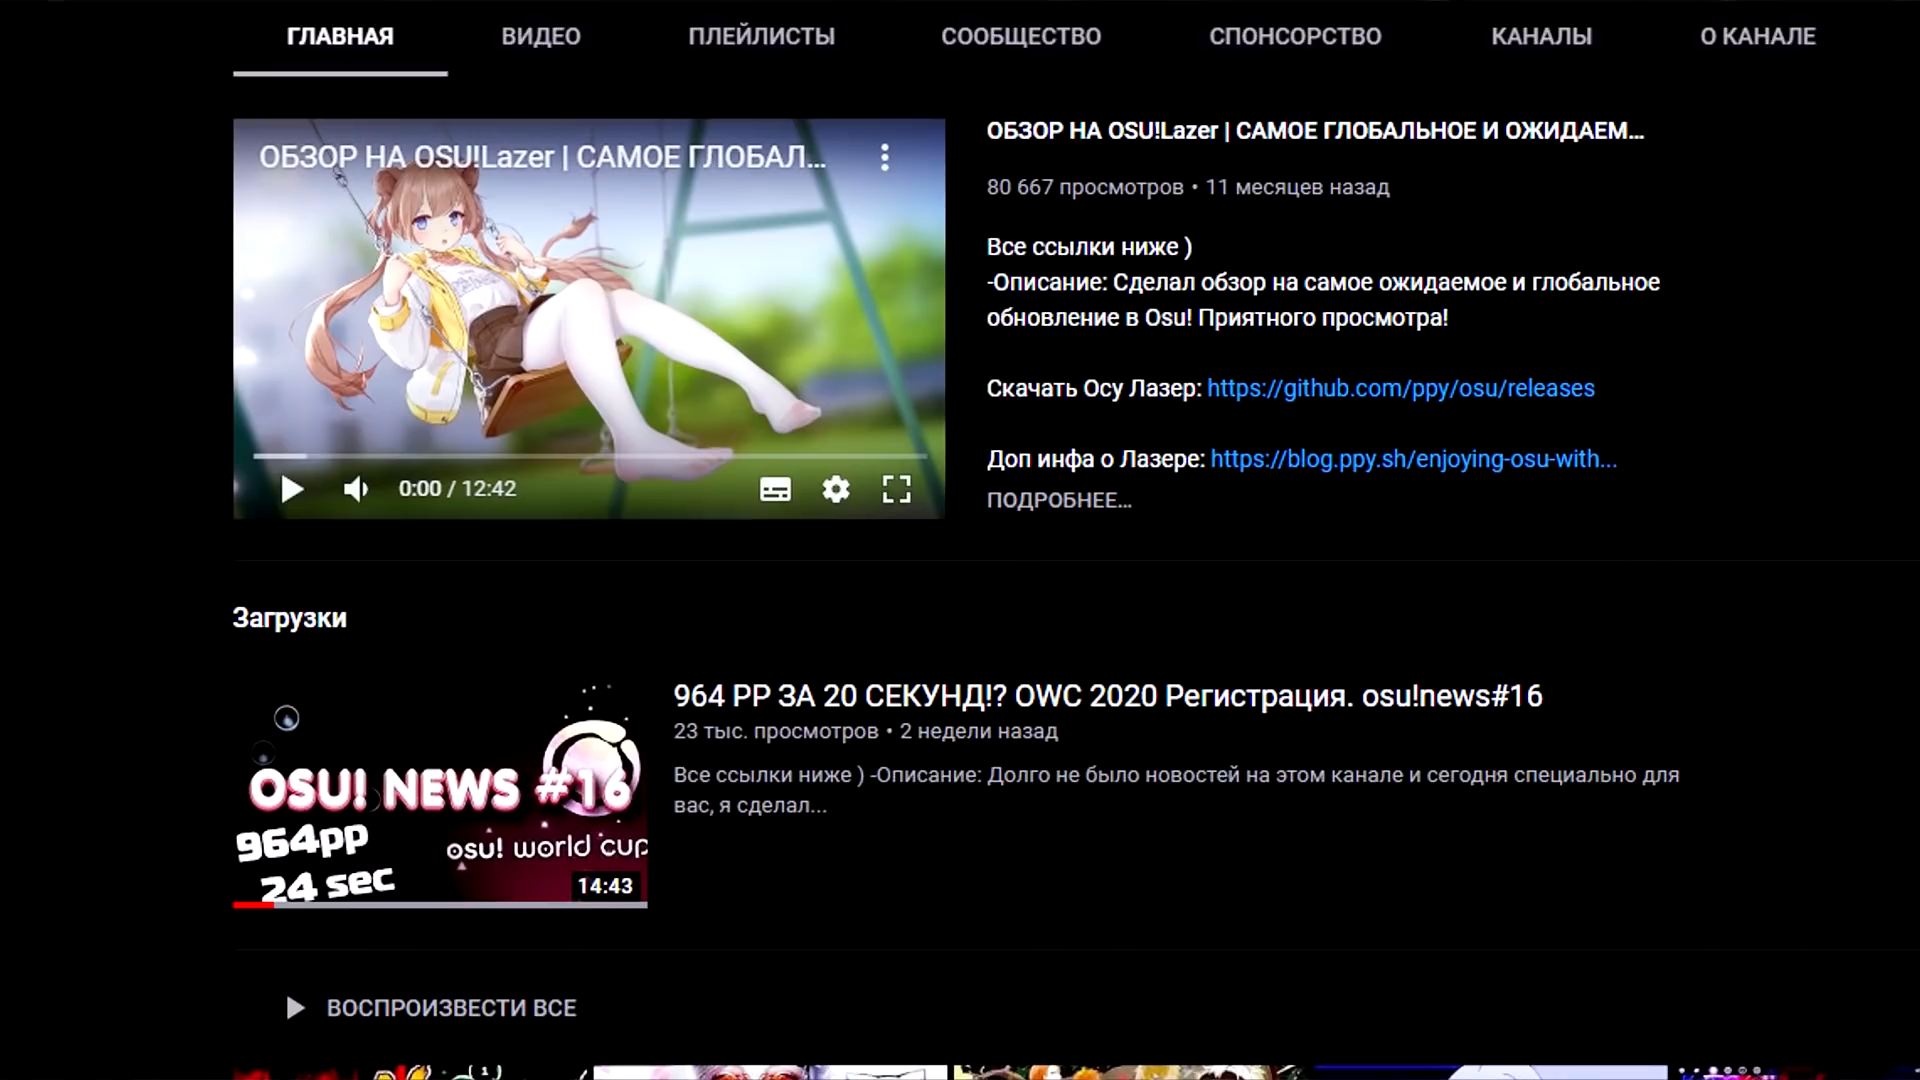 ГЛАВНАЯ
ВИДЕО
ПЛЕЙЛИСТЫ
СООБЩЕСТВО
СПОНСОРСТВО
КАНАЛЫ
О КАНАЛЕ
ОБЗОР НА OSU!Lazer | САМОЕ ГЛОБАЛ...
0:00 / 12:42
ОБЗОР НА OSU!Lazer | САМОЕ ГЛОБАЛЬНОЕ И ОЖИДАЕМ...
80 667 просмотров • 11 месяцев назад
Все ссылки ниже )
-Описание: Сделал обзор на самое ожидаемое и глобальное
обновление в Osu! Приятного просмотра!
Скачать Осу Лазер: https://github.com/ppy/osu/releases
Доп инфа о Лазере: https://blog.ppy.sh/enjoying-osu-with...
ПОДРОБНЕЕ...
Загрузки
OSU! NEWS #16
964pp
24 sec
osu! world cup
14:43
964 PP ЗА 20 СЕКУНД!? OWC 2020 Регистрация. osu!news#16
23 тыс. просмотров • 2 недели назад
Все ссылки ниже ) -Описание: Долго не было новостей на этом канале и сегодня специально для
вас, я сделал...
ВОСПРОИЗВЕСТИ ВСЕ